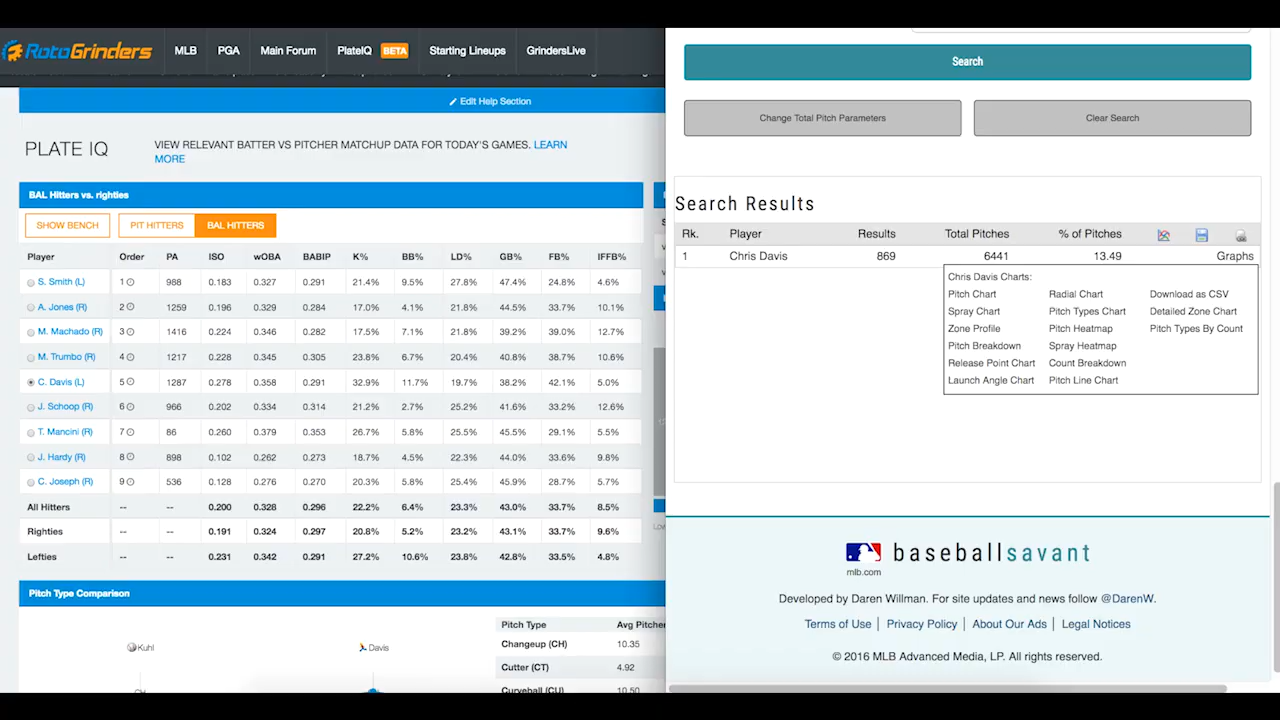 RotoGrinders MLB PGA Main Forum PlateIQ BETA Starting Lineups GrindersLive
Edit Help Section
PLATE IQ
VIEW RELEVANT BATTER VS PITCHER MATCHUP DATA FOR TODAY'S GAMES. LEARN
MORE
BAL Hitters vs. righties
SHOW BENCH PIT HITTERS BAL HITTERS
Player Order PA ISO wOBA BABIP K% BB% LD% GB% FB% IFFB%
S. Smith (L) 1 988 0.183 0.327 0.291 21.4% 9.5% 27.8% 47.4% 24.8% 4.6%
A. Jones (R) 2 1259 0.196 0.329 0.284 17.0% 4.1% 21.8% 44.5% 33.7% 10.1%
M. Machado (R) 3 1416 0.224 0.346 0.282 17.5% 7.1% 21.8% 39.2% 39.0% 12.7%
M. Trumbo (R) 4 1217 0.228 0.345 0.305 23.8% 6.7% 20.4% 40.8% 38.7% 10.6%
C. Davis (L) 5 1287 0.278 0.358 0.291 32.9% 11.7% 19.7% 38.2% 42.1% 5.0%
J. Schoop (R) 6 966 0.202 0.334 0.314 21.2% 2.7% 25.2% 41.6% 33.2% 12.6%
T. Mancini (R) 7 86 0.260 0.379 0.353 26.7% 5.8% 25.5% 45.5% 29.1% 5.5%
J. Hardy (R) 8 898 0.102 0.262 0.273 18.7% 4.5% 22.3% 44.0% 33.6% 9.8%
C. Joseph (R) 9 536 0.128 0.276 0.270 20.3% 5.8% 25.4% 45.9% 28.7% 5.7%
All Hitters -- -- 0.200 0.328 0.296 22.2% 6.4% 23.3% 43.0% 33.7% 8.5%
Righties -- -- 0.191 0.324 0.297 20.8% 5.2% 23.2% 43.1% 33.7% 9.6%
Lefties -- -- 0.231 0.342 0.291 27.2% 10.6% 23.8% 42.8% 33.5% 4.8%
Pitch Type Comparison
Kuhl Davis
CH
Pitch Type Avg Pitcher
Changeup (CH) 10.35
Cutter (CT) 4.92
Curveball (CU) 10.50
Search
Change Total Pitch Parameters Clear Search
Search Results
Rk. Player Results Total Pitches % of Pitches
1 Chris Davis 869 6441 13.49 Graphs
Chris Davis Charts:
Pitch Chart Radial Chart Download as CSV
Spray Chart Pitch Types Chart Detailed Zone Chart
Zone Profile Pitch Heatmap Pitch Types By Count
Pitch Breakdown Spray Heatmap
Release Point Chart Count Breakdown
Launch Angle Chart Pitch Line Chart
mlb.com baseballsavant
Developed by Daren Willman. For site updates and news follow @DarenW.
Terms of Use | Privacy Policy | About Our Ads | Legal Notices
© 2016 MLB Advanced Media, LP. All rights reserved.